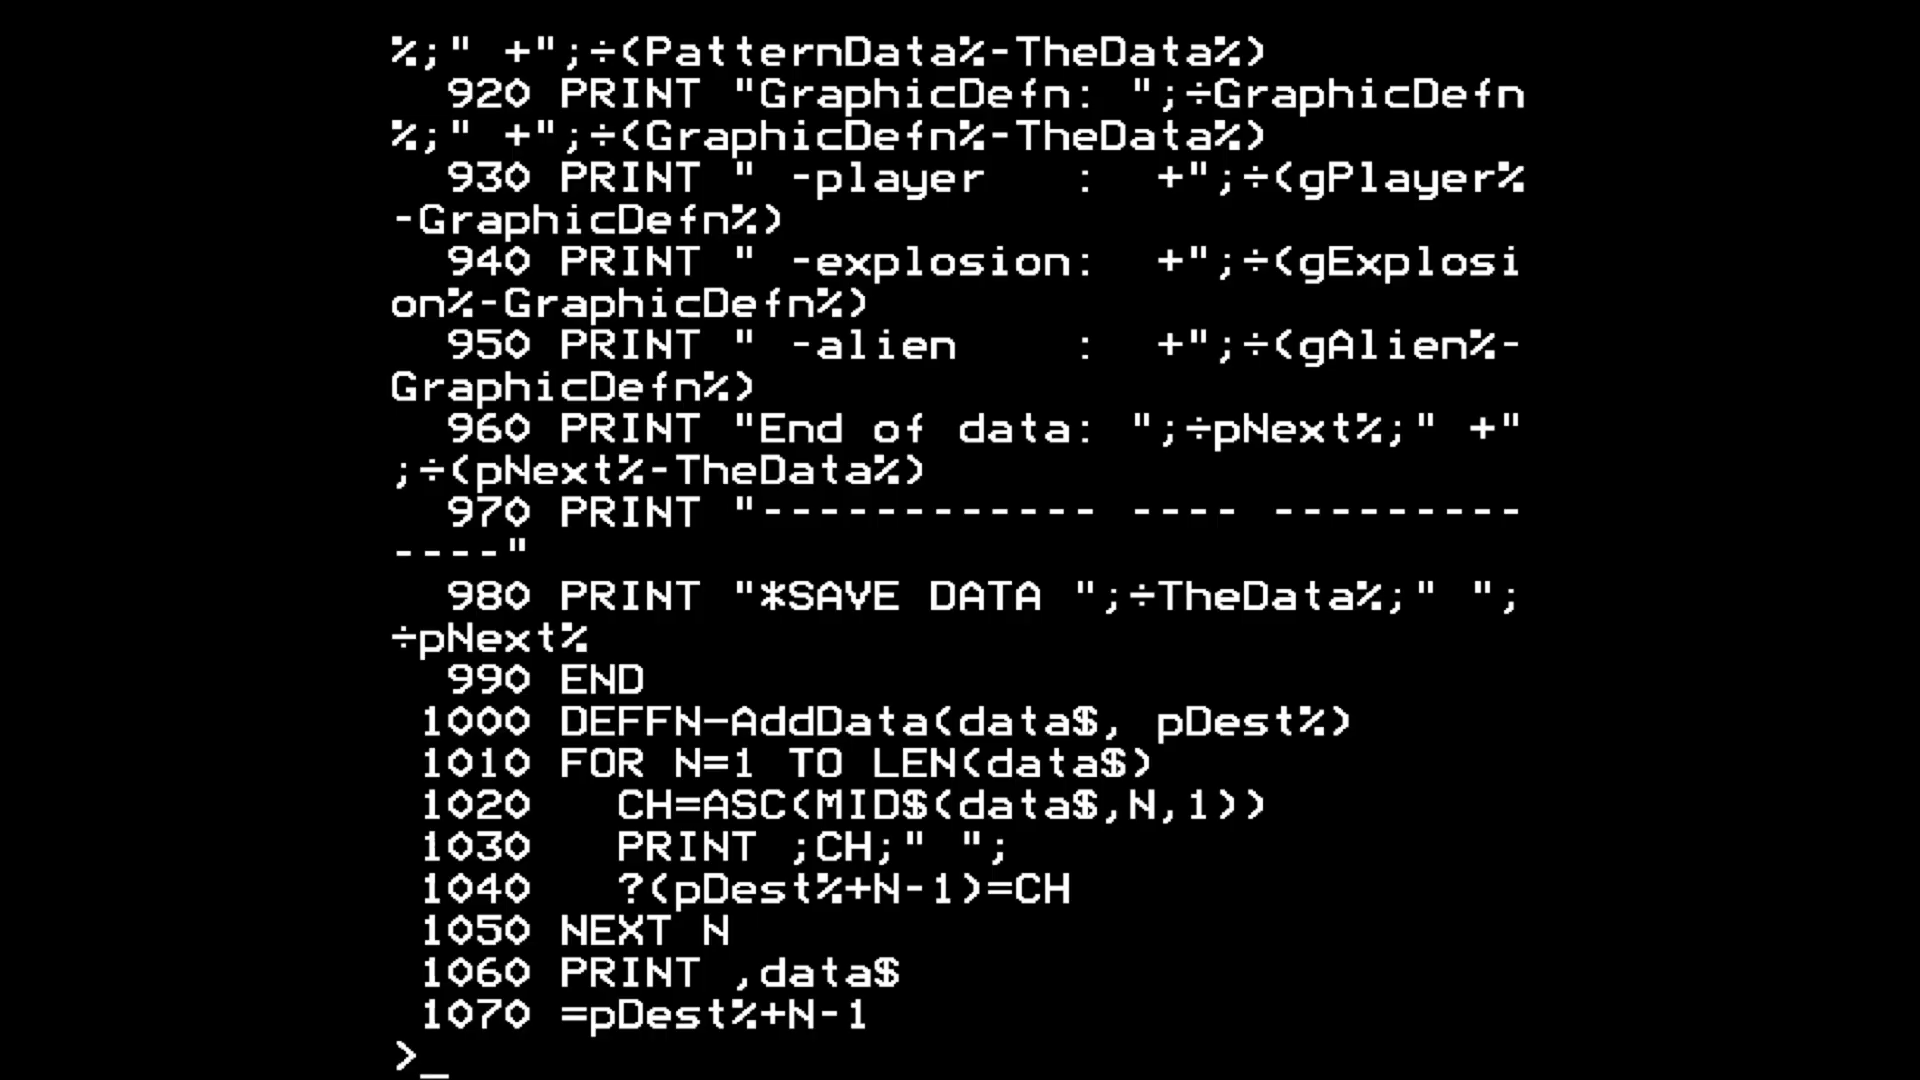 %;" +";÷(PatternData%-TheData%)
  920 PRINT "GraphicDefn: ";÷GraphicDefn
%;" +";÷(GraphicDefn%-TheData%)
  930 PRINT " -player   :  +";÷(gPlayer%
-GraphicDefn%)
  940 PRINT " -explosion:  +";÷(gExplosi
on%-GraphicDefn%)
  950 PRINT " -alien    :  +";÷(gAlien%-
GraphicDefn%)
  960 PRINT "End of data: ";÷pNext%;" +"
;÷(pNext%-TheData%)
  970 PRINT "------------ ---- ---------
----"
  980 PRINT "*SAVE DATA ";÷TheData%;" ";
÷pNext%
  990 END
 1000 DEFFN—AddData(data$, pDest%)
 1010 FOR N=1 TO LEN(data$)
 1020   CH=ASC(MID$(data$,N,1))
 1030   PRINT ;CH;" ";
 1040   ?(pDest%+N-1)=CH
 1050 NEXT N
 1060 PRINT ,data$
 1070 =pDest%+N-1
>_